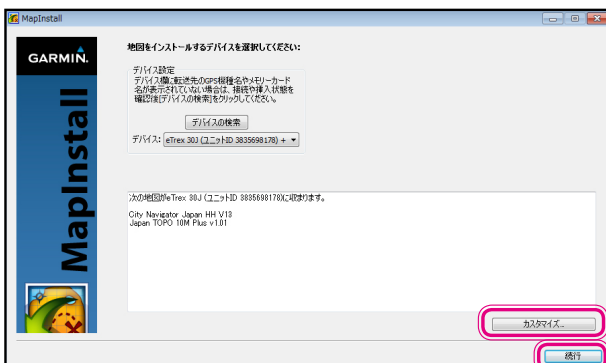 MapInstall
GARMIN.
MapInstall
地図をインストールするデバイスを選択してください:
デバイス設定
デバイス欄に転送先のGPS機種名やメモリーカード
名が表示されていない場合は、接続や挿入状態を
確認後[デバイスの検索]をクリックしてください。
デバイスの検索
デバイス: eTrex 30J (ユニットID 3835698178) +
次の地図がeTrex 30J (ユニットID 3835698178)に収まります。
City Navigator Japan HH V13
Japan TOPO 10M Plus v1.01
カスタマイズ...
続行